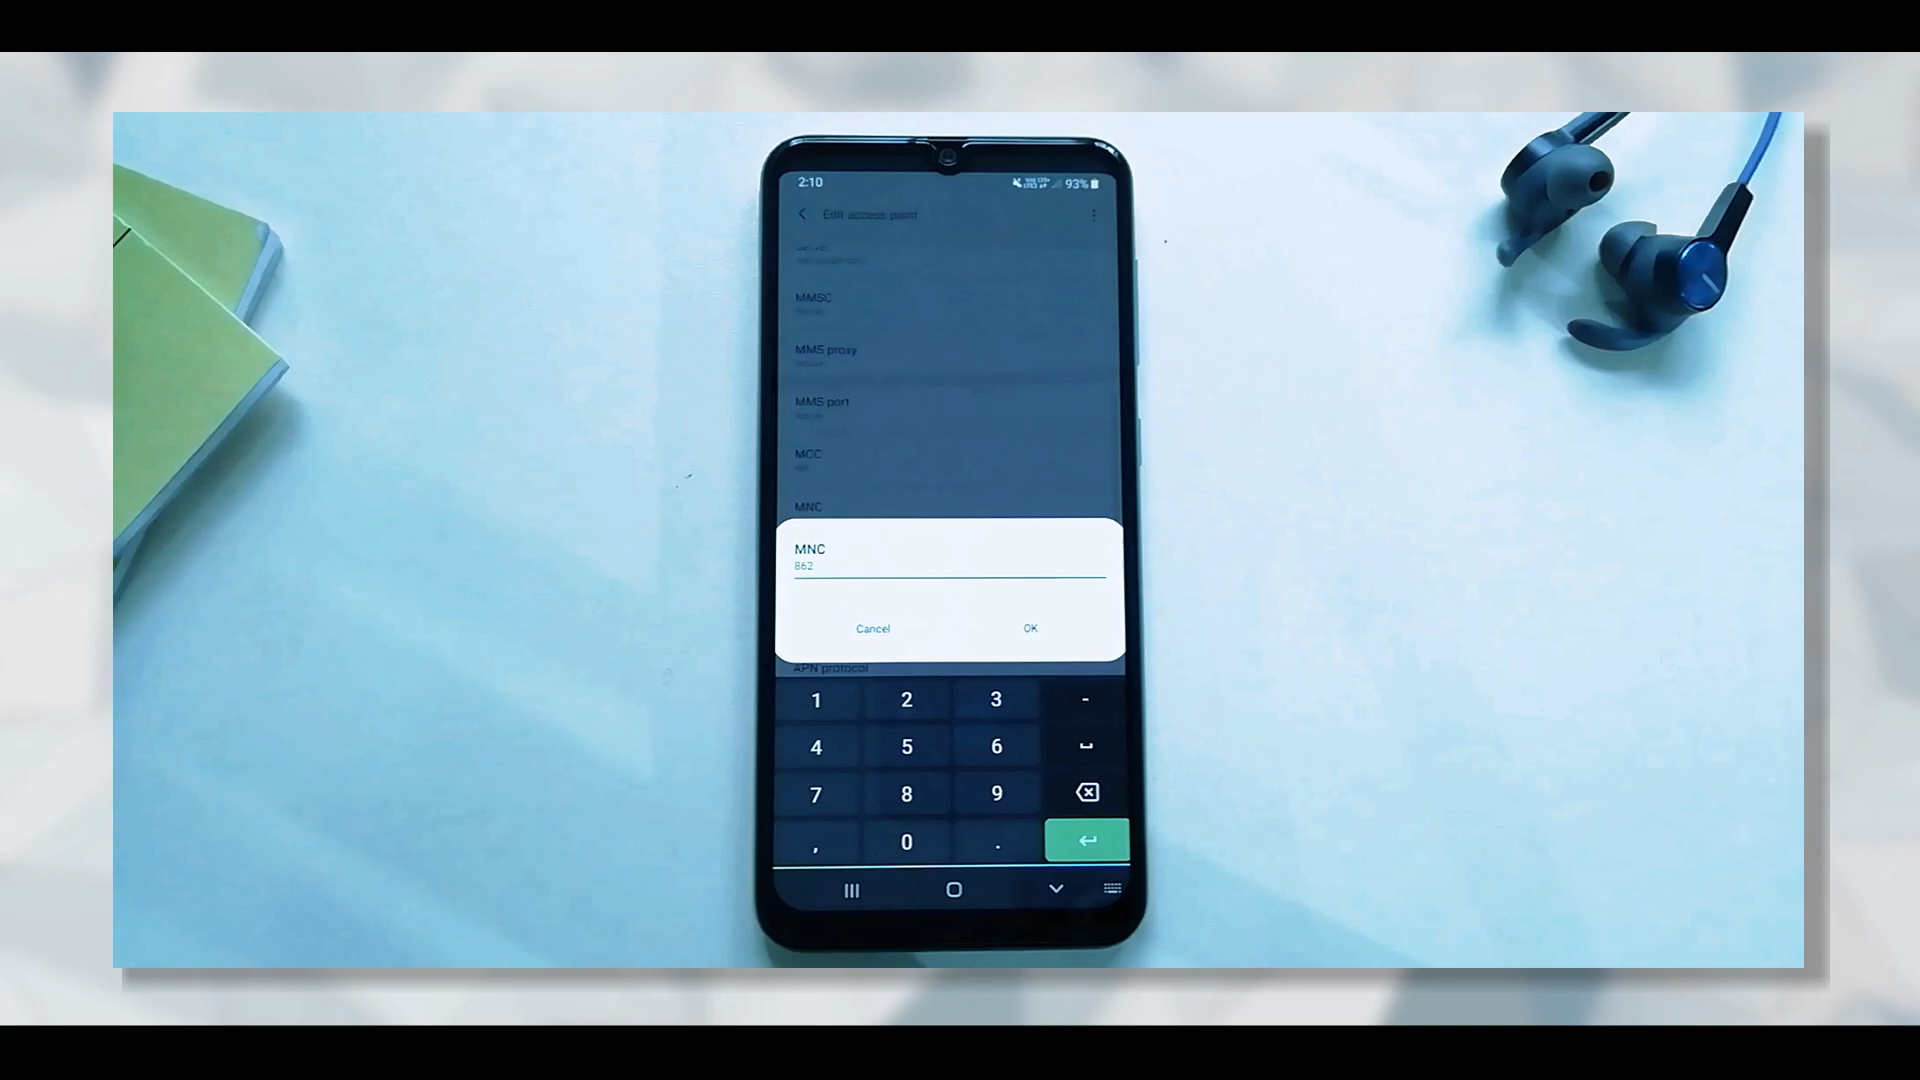 2:10
93%
Edit access point
MMSC
MMS proxy
MMS port
MCC
MNC
MNC
862
Cancel
OK
APN protocol
1 2 3 -
4 5 6
7 8 9
, 0 .